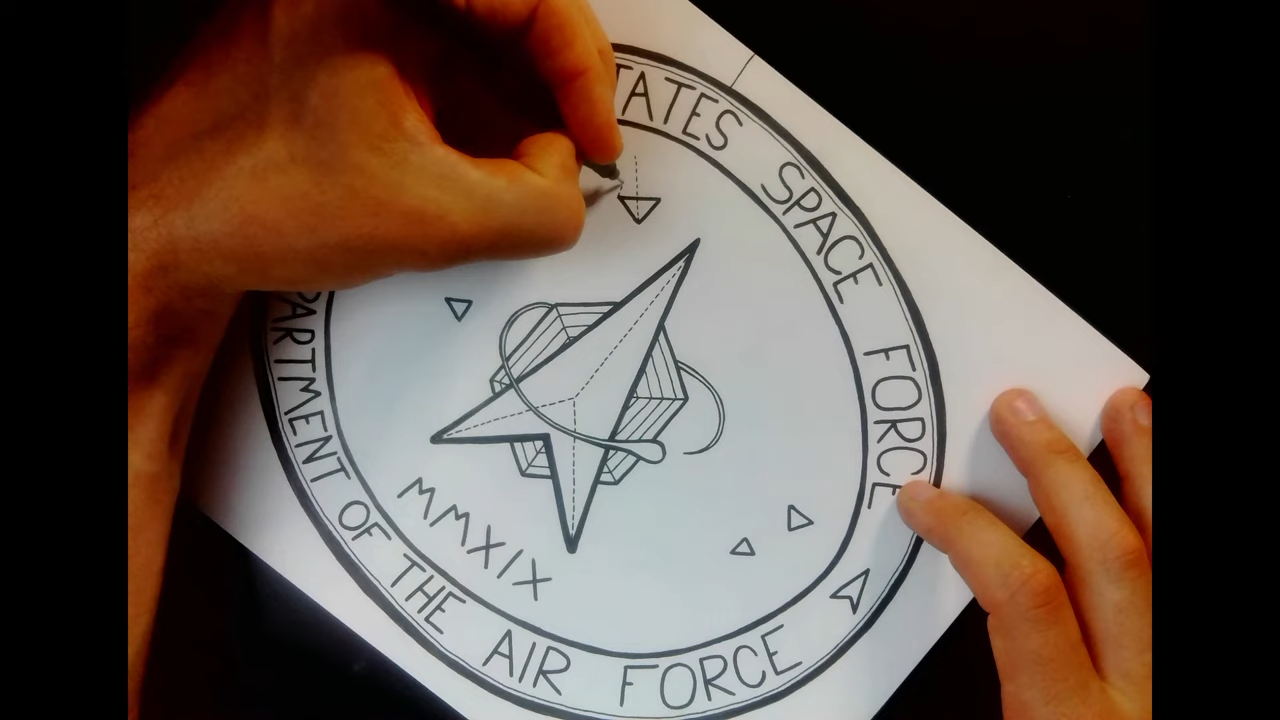 TATES SPACE FORCE
PARTMENT OF THE AIR FORCE
MMXIX